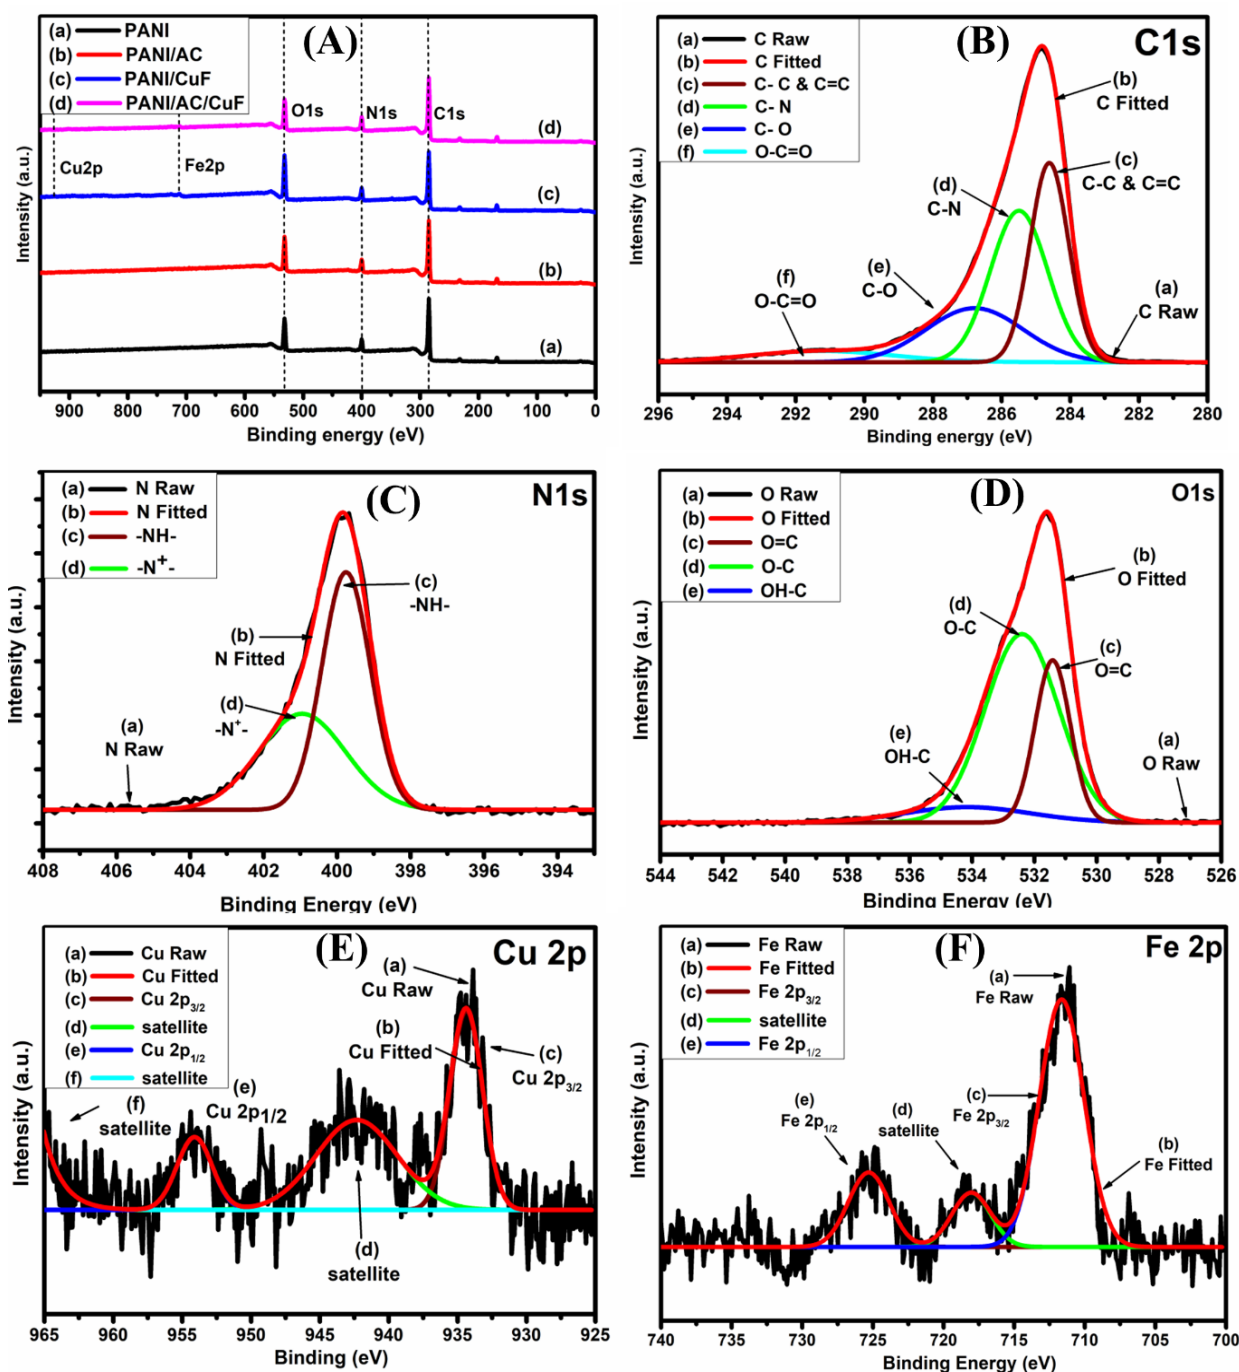 (A)
(a) PANI
(b) PANI/AC
(c) PANI/CuF
(d) PANI/AC/CuF
O1s
N1s
C1s
(d)
Cu2p
Fe2p
(c)
(b)
(a)
Intensity (a.u.)
900 800 700 600 500 400 300 200 100 0
Binding energy (eV)
(B)
C1s
(a) C Raw
(b) C Fitted
(c) C- C & C=C
(d) C- N
(e) C- O
(f) O-C=O
(b)
C Fitted
(c)
C-C & C=C
(d)
C-N
(e)
C-O
(f)
O-C=O
(a)
C Raw
Intensity (a.u.)
296 294 292 290 288 286 284 282 280
Binding energy (eV)
(C)
N1s
(a) N Raw
(b) N Fitted
(c) -NH-
(d) -N+-
(c)
-NH-
(b)
N Fitted
(d)
-N+-
(a)
N Raw
Intensity (a.u.)
408 406 404 402 400 398 396 394
Binding Energy (eV)
(D)
O1s
(a) O Raw
(b) O Fitted
(c) O=C
(d) O-C
(e) OH-C
(b)
O Fitted
(d)
O-C
(c)
O=C
(e)
OH-C
(a)
O Raw
Intensity (a.u.)
544 542 540 538 536 534 532 530 528 526
Binding Energy (eV)
(E)
Cu 2p
(a) Cu Raw
(b) Cu Fitted
(c) Cu 2p3/2
(d) satellite
(e) Cu 2p1/2
(f) satellite
(a)
Cu Raw
(b)
Cu Fitted
(c)
Cu 2p3/2
(e)
Cu 2p1/2
(f)
satellite
(d)
satellite
Intensity (a.u.)
965 960 955 950 945 940 935 930 925
Binding (eV)
(F)
Fe 2p
(a) Fe Raw
(b) Fe Fitted
(c) Fe 2p3/2
(d) satellite
(e) Fe 2p1/2
(a)
Fe Raw
(e)
Fe 2p1/2
(d)
satellite
(c)
Fe 2p3/2
(b)
Fe Fitted
Intensity (a.u.)
740 735 730 725 720 715 710 705 700
Binding Energy (eV)